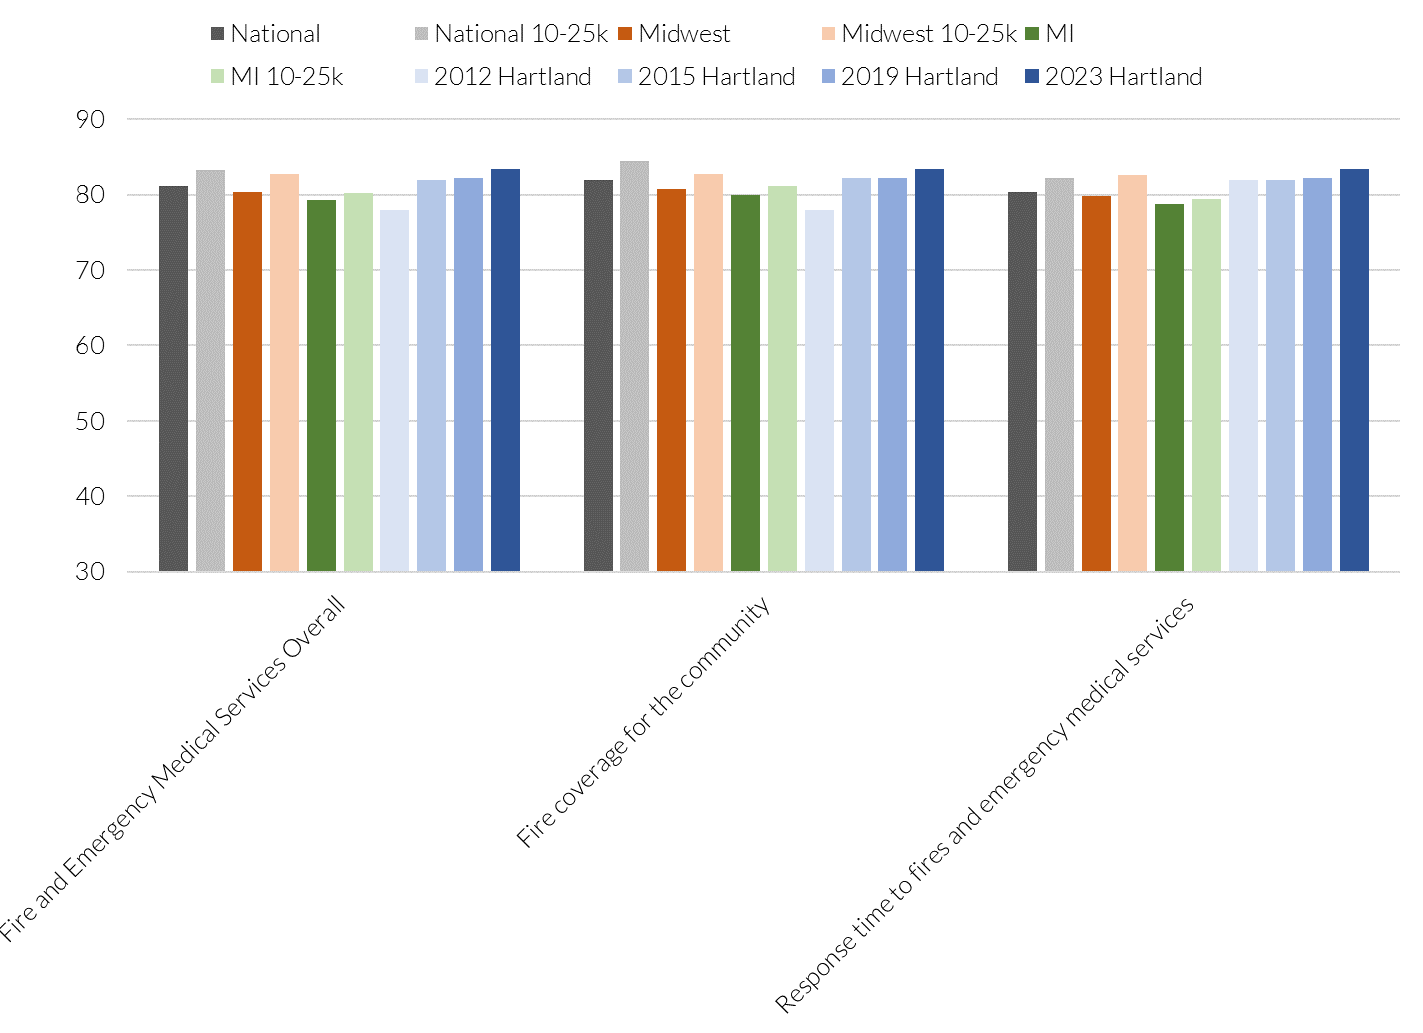 National National 10-25k Midwest Midwest 10-25k MI
MI 10-25k 2012 Hartland 2015 Hartland 2019 Hartland 2023 Hartland
90
80
70
60
50
40
30
Fire and Emergency Medical Services Overall
Fire coverage for the community
Response time to fires and emergency medical services